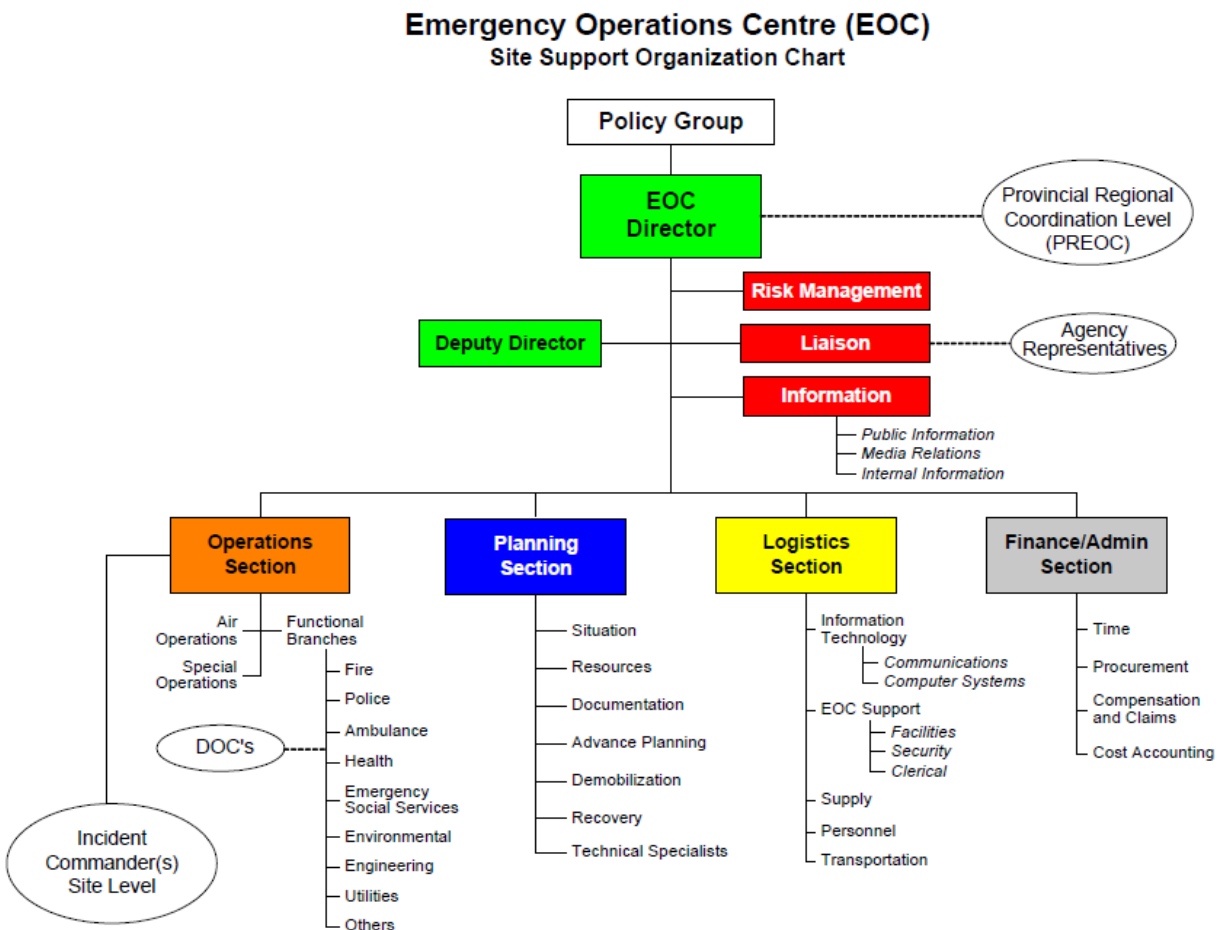 Emergency Operations Centre (EOC)
Site Support Organization Chart
Policy Group
EOC
Director
Provincial Regional
Coordination Level
(PREOC)
Risk Management
Deputy Director
Liaison
Agency
Representatives
Information
Public Information
Media Relations
Internal Information
Operations
Section
Planning
Section
Logistics
Section
Finance/Admin
Section
Air
Operations
Functional
Branches
Special
Operations
Fire
Police
Ambulance
Health
Emergency
Social Services
Environmental
Engineering
Utilities
Others
DOC's
Incident
Commander(s)
Site Level
Situation
Resources
Documentation
Advance Planning
Demobilization
Recovery
Technical Specialists
Information
Technology
Communications
Computer Systems
EOC Support
Facilities
Security
Clerical
Supply
Personnel
Transportation
Time
Procurement
Compensation
and Claims
Cost Accounting